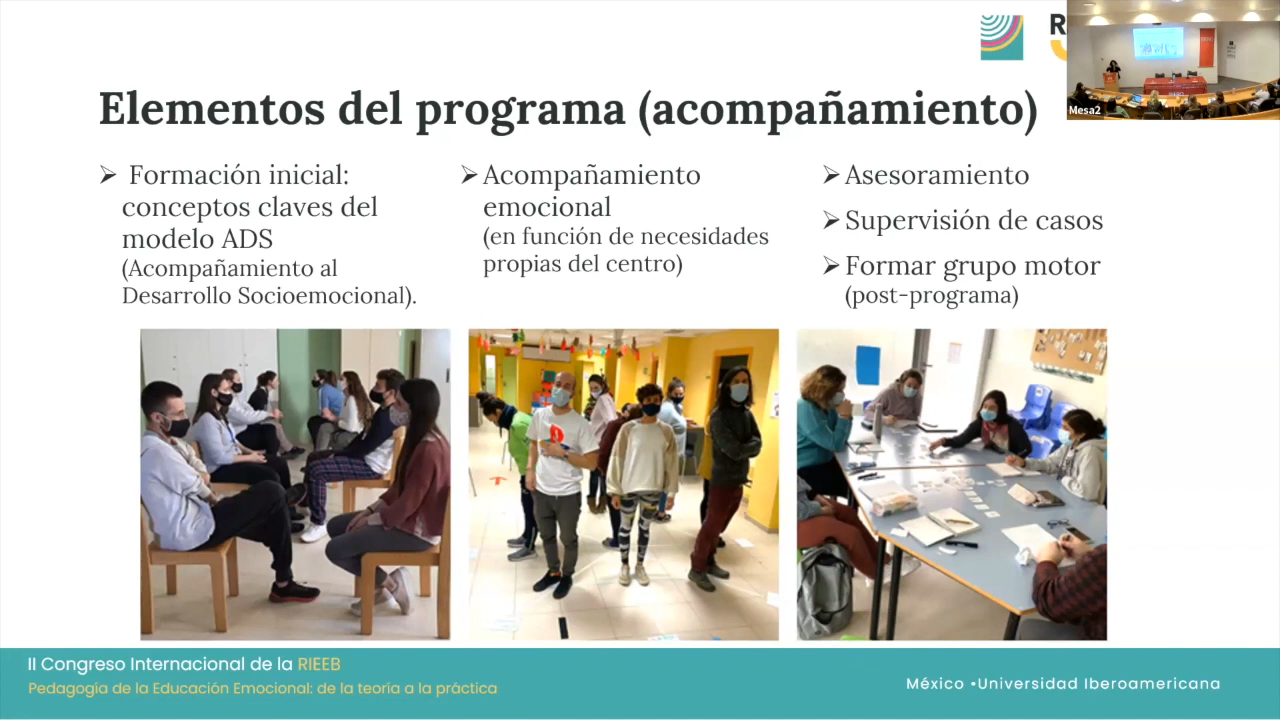 R
Mesa2
Elementos del programa (acompañamiento)
➢ Formación inicial:
conceptos claves del
modelo ADS
(Acompañamiento al
Desarrollo Socioemocional).
➢ Acompañamiento
emocional
(en función de necesidades
propias del centro)
➢ Asesoramiento
➢ Supervisión de casos
➢ Formar grupo motor
(post-programa)
II Congreso Internacional de la RIEEB
Pedagogía de la Educación Emocional: de la teoría a la práctica
México •Universidad Iberoamericana